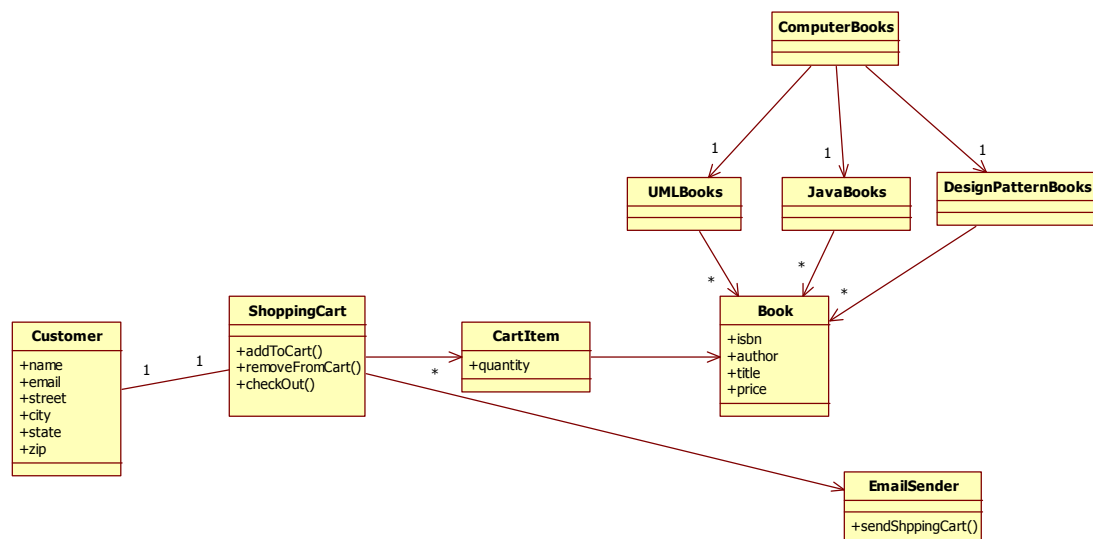 ComputerBooks
1
1
1
UMLBooks
JavaBooks
DesignPatternBooks
*
*
*
Customer
+name
+email
+street
+city
+state
+zip
1
1
ShoppingCart
+addToCart()
+removeFromCart()
+checkOut()
*
CartItem
+quantity
Book
+isbn
+author
+title
+price
EmailSender
+sendShppingCart()